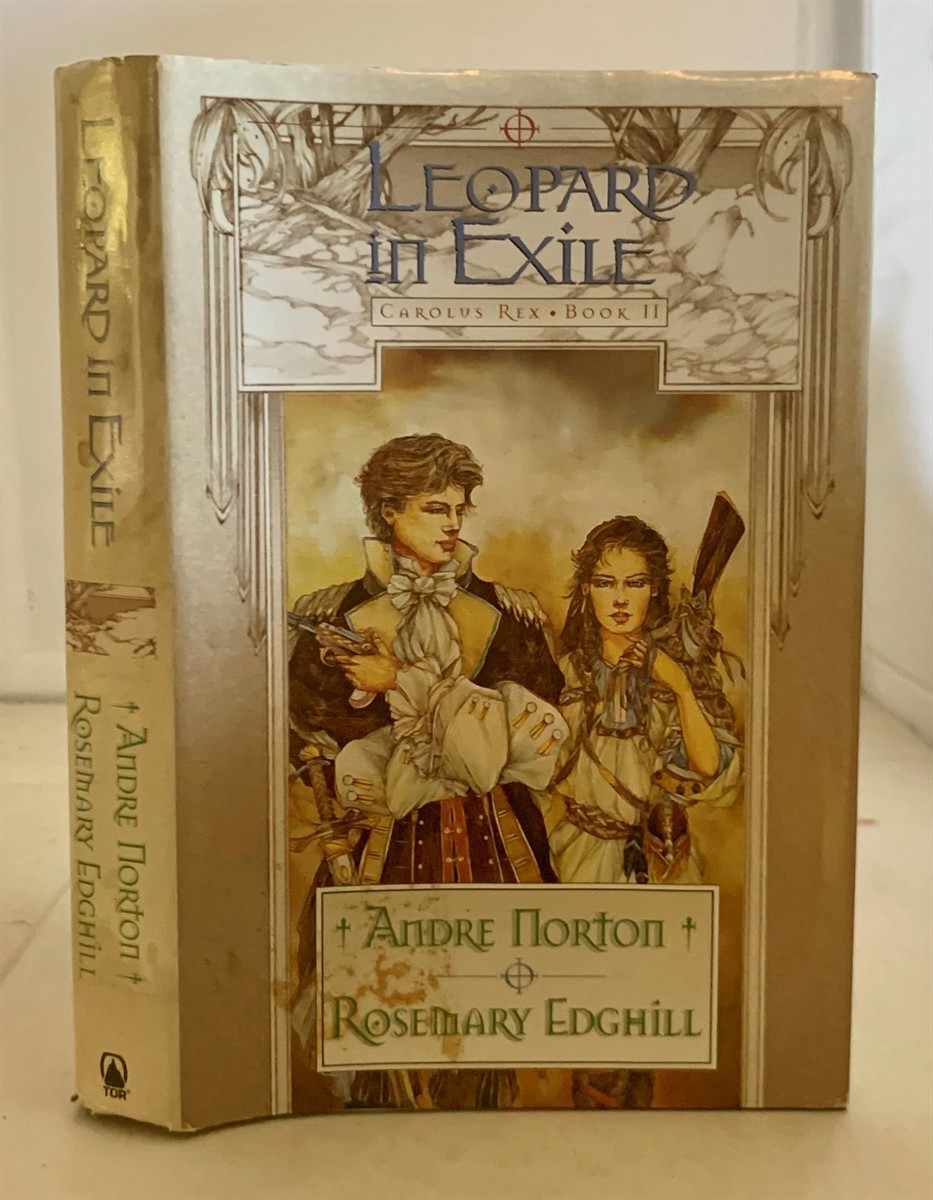 LEOPARD IN EXILE
† ANDRE NORTON †
ROSEMARY EDGHILL
TOR®
LEOPARD
IN EXILE
CAROLUS REX • BOOK II
† ANDRE NORTON †
ROSEMARY EDGHILL